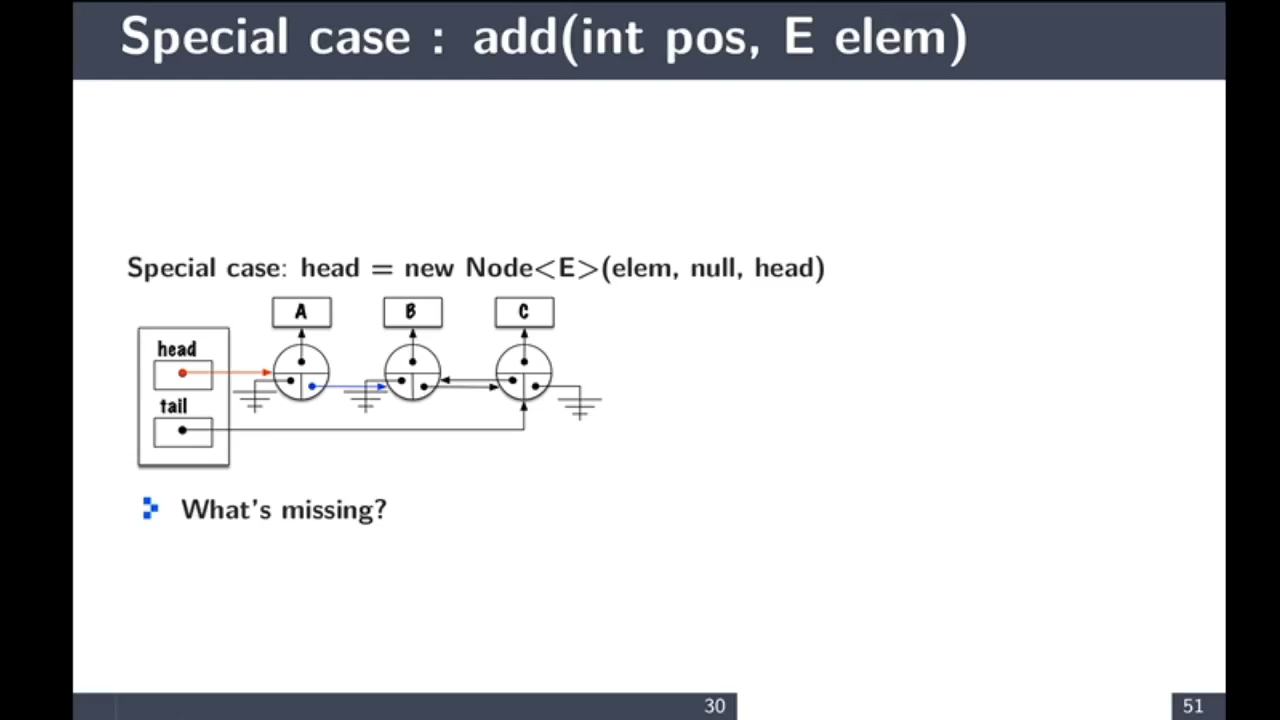 Special case : add(int pos, E elem)
Special case: head = new Node<E>(elem, null, head)
A B C
head
tail
What's missing?
30 51